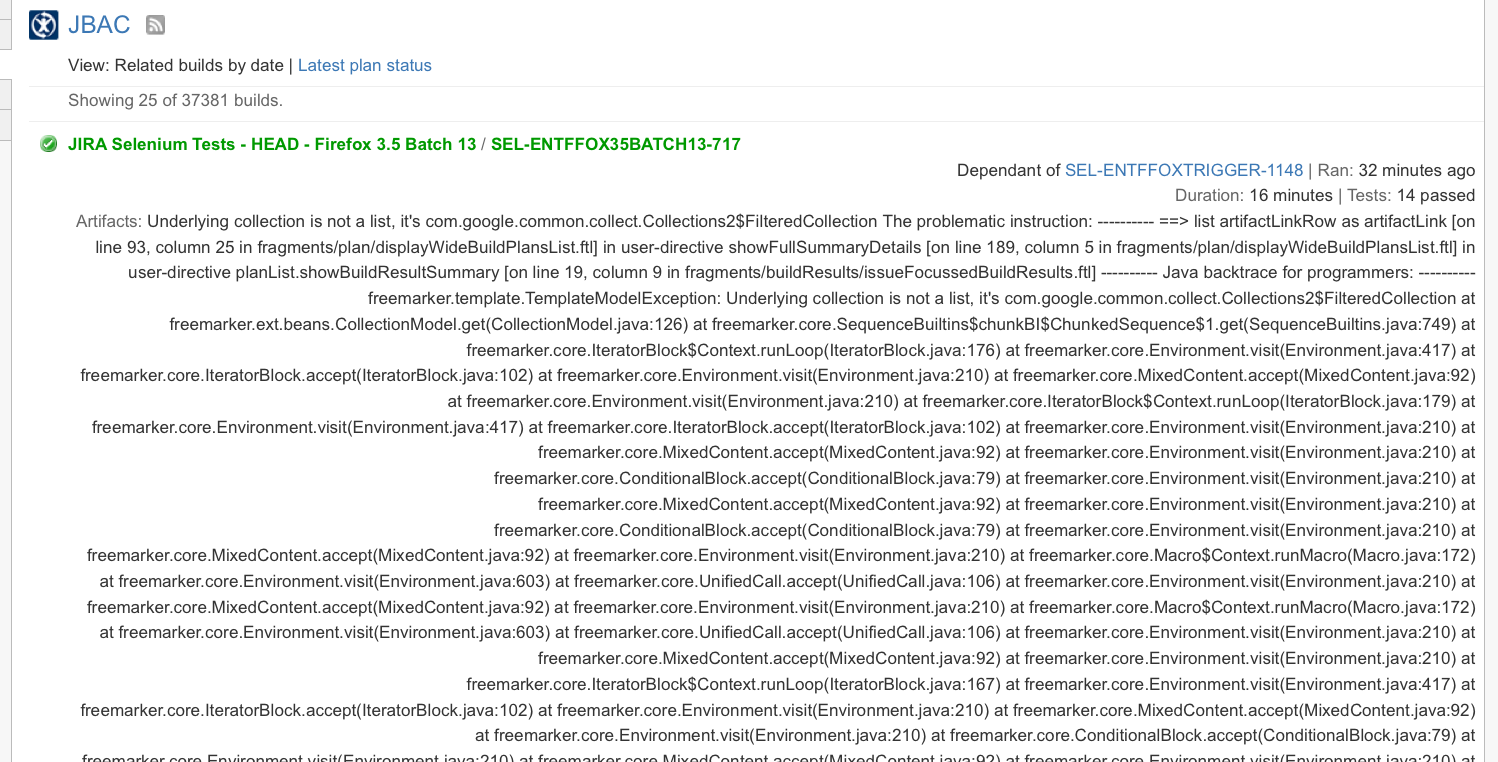 JBAC
View: Related builds by date | Latest plan status
Showing 25 of 37381 builds.
JIRA Selenium Tests - HEAD - Firefox 3.5 Batch 13 / SEL-ENTFFOX35BATCH13-717
Dependant of SEL-ENTFFOXTRIGGER-1148 | Ran: 32 minutes ago
Duration: 16 minutes | Tests: 14 passed
Artifacts: Underlying collection is not a list, it's com.google.common.collect.Collections2$FilteredCollection The problematic instruction: ---------- ==> list artifactLinkRow as artifactLink [on
line 93, column 25 in fragments/plan/displayWideBuildPlansList.ftl] in user-directive showFullSummaryDetails [on line 189, column 5 in fragments/plan/displayWideBuildPlansList.ftl] in
user-directive planList.showBuildResultSummary [on line 19, column 9 in fragments/buildResults/issueFocussedBuildResults.ftl] ---------- Java backtrace for programmers: ----------
freemarker.template.TemplateModelException: Underlying collection is not a list, it's com.google.common.collect.Collections2$FilteredCollection at
freemarker.ext.beans.CollectionModel.get(CollectionModel.java:126) at freemarker.core.SequenceBuiltins$chunkBI$ChunkedSequence$1.get(SequenceBuiltins.java:749) at
freemarker.core.IteratorBlock$Context.runLoop(IteratorBlock.java:176) at freemarker.core.Environment.visit(Environment.java:417) at
freemarker.core.IteratorBlock.accept(IteratorBlock.java:102) at freemarker.core.Environment.visit(Environment.java:210) at freemarker.core.MixedContent.accept(MixedContent.java:92)
at freemarker.core.Environment.visit(Environment.java:210) at freemarker.core.IteratorBlock$Context.runLoop(IteratorBlock.java:179) at
freemarker.core.Environment.visit(Environment.java:417) at freemarker.core.IteratorBlock.accept(IteratorBlock.java:102) at freemarker.core.Environment.visit(Environment.java:210) at
freemarker.core.MixedContent.accept(MixedContent.java:92) at freemarker.core.Environment.visit(Environment.java:210) at
freemarker.core.ConditionalBlock.accept(ConditionalBlock.java:79) at freemarker.core.Environment.visit(Environment.java:210) at
freemarker.core.MixedContent.accept(MixedContent.java:92) at freemarker.core.Environment.visit(Environment.java:210) at
freemarker.core.ConditionalBlock.accept(ConditionalBlock.java:79) at freemarker.core.Environment.visit(Environment.java:210) at
freemarker.core.MixedContent.accept(MixedContent.java:92) at freemarker.core.Environment.visit(Environment.java:210) at freemarker.core.Macro$Context.runMacro(Macro.java:172)
at freemarker.core.Environment.visit(Environment.java:603) at freemarker.core.UnifiedCall.accept(UnifiedCall.java:106) at freemarker.core.Environment.visit(Environment.java:210) at
freemarker.core.MixedContent.accept(MixedContent.java:92) at freemarker.core.Environment.visit(Environment.java:210) at freemarker.core.Macro$Context.runMacro(Macro.java:172)
at freemarker.core.Environment.visit(Environment.java:603) at freemarker.core.UnifiedCall.accept(UnifiedCall.java:106) at freemarker.core.Environment.visit(Environment.java:210) at
freemarker.core.MixedContent.accept(MixedContent.java:92) at freemarker.core.Environment.visit(Environment.java:210) at
freemarker.core.IteratorBlock$Context.runLoop(IteratorBlock.java:167) at freemarker.core.Environment.visit(Environment.java:417) at
freemarker.core.IteratorBlock.accept(IteratorBlock.java:102) at freemarker.core.Environment.visit(Environment.java:210) at freemarker.core.MixedContent.accept(MixedContent.java:92)
at freemarker.core.Environment.visit(Environment.java:210) at freemarker.core.ConditionalBlock.accept(ConditionalBlock.java:79) at
freemarker.core.Environment.visit(Environment.java:210) at freemarker.core.MixedContent.accept(MixedContent.java:92) at freemarker.core.Environment.visit(Environment.java:210) at